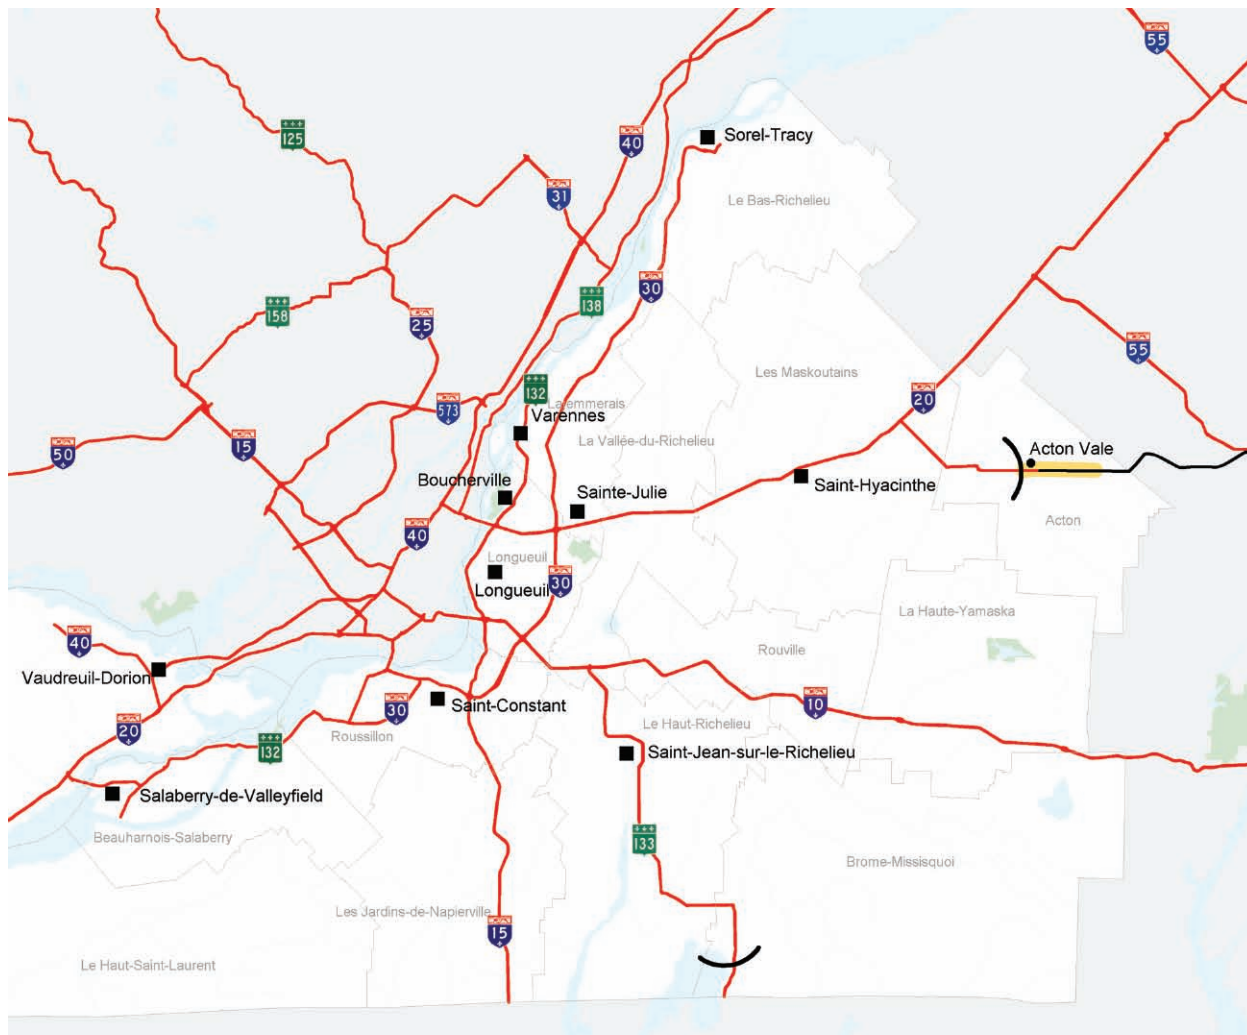 55
125
40
Sorel-Tracy
31
Le Bas-Richelieu
30
138
158
25
55
Les Maskoutains
132
20
573
Varennes
La Vallée-du-Richelieu
15
50
Acton Vale
Boucherville
Sainte-Julie
Saint-Hyacinthe
Acton
40
Longueuil
Longueuil
30
La Haute-Yamaska
40
Rouville
Vaudreuil-Dorion
Saint-Constant
30
10
20
Roussillon
Le Haut-Richelieu
132
Saint-Jean-sur-le-Richelieu
Salaberry-de-Valleyfield
Beauharnois-Salaberry
133
Brome-Missisquoi
Les Jardins-de-Napierville
15
Le Haut-Saint-Laurent